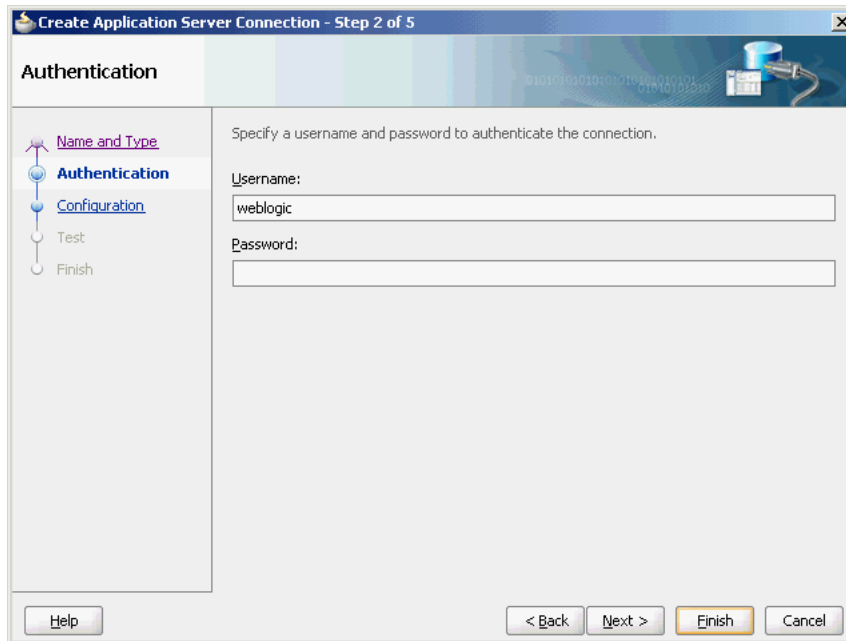 Create Application Server Connection - Step 2 of 5
Authentication
Name and Type
Authentication
Configuration
Test
Finish
Specify a username and password to authenticate the connection.
Username:
weblogic
Password:
Help
< Back
Next >
Finish
Cancel